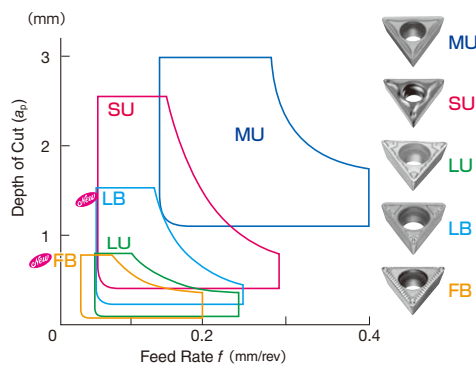 (mm)
3
2
1
0
0.2
0.4
Depth of Cut (ap)
Feed Rate f (mm/rev)
MU
SU
New LB
LU
New FB
MU
SU
LU
LB
FB